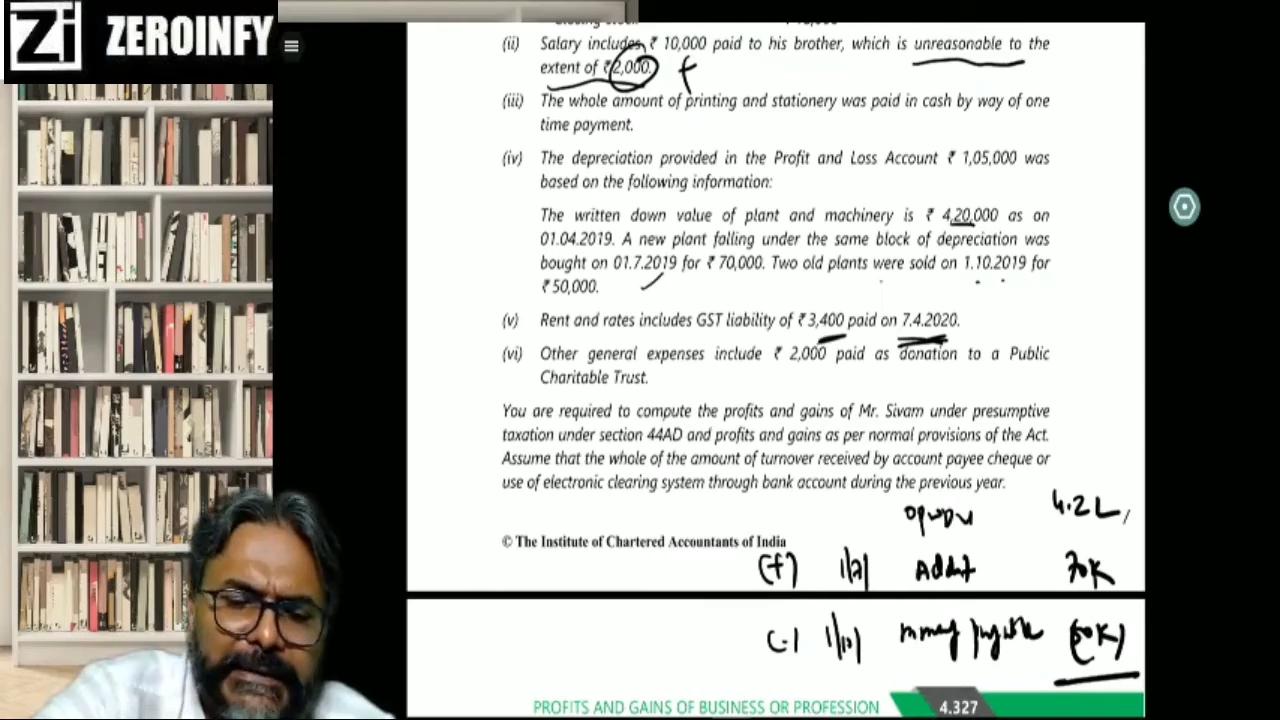 Zi ZEROINFY
(ii) Salary includes ₹ 10,000 paid to his brother, which is unreasonable to the
extent of ₹ 2,000.
(iii) The whole amount of printing and stationery was paid in cash by way of one
time payment.
(iv) The depreciation provided in the Profit and Loss Account ₹ 1,05,000 was
based on the following information:
The written down value of plant and machinery is ₹ 4,20,000 as on
01.04.2019. A new plant falling under the same block of depreciation was
bought on 01.7.2019 for ₹ 70,000. Two old plants were sold on 1.10.2019 for
₹ 50,000.
(v) Rent and rates includes GST liability of ₹ 3,400 paid on 7.4.2020.
(vi) Other general expenses include ₹ 2,000 paid as donation to a Public
Charitable Trust.
You are required to compute the profits and gains of Mr. Sivam under presumptive
taxation under section 44AD and profits and gains as per normal provisions of the Act.
Assume that the whole of the amount of turnover received by account payee cheque or
use of electronic clearing system through bank account during the previous year.
4.2 L
© The Institute of Chartered Accountants of India
(+) 1/7 70K
(-) 1/10 (50K)
PROFITS AND GAINS OF BUSINESS OR PROFESSION 4.327